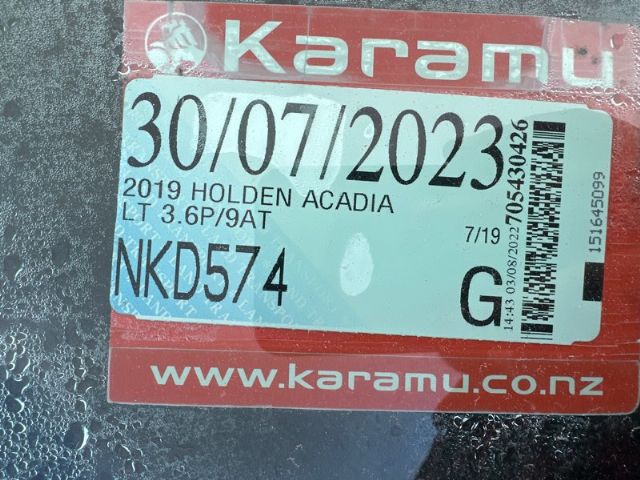 Karamu
30/07/2023
2019 HOLDEN ACADIA
LT 3.6P/9AT
7/19
NKD574
G
14:43 03/08/2022
705430426
151645099
www.karamu.co.nz